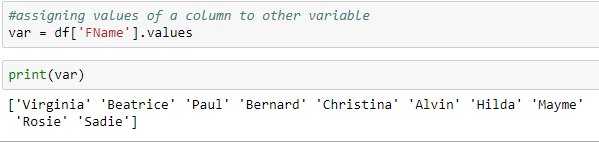 #assigning values of a column to other variable
var = df['FName'].values
print(var)
['Virginia' 'Beatrice' 'Paul' 'Bernard' 'Christina' 'Alvin' 'Hilda' 'Mayme'
 'Rosie' 'Sadie']